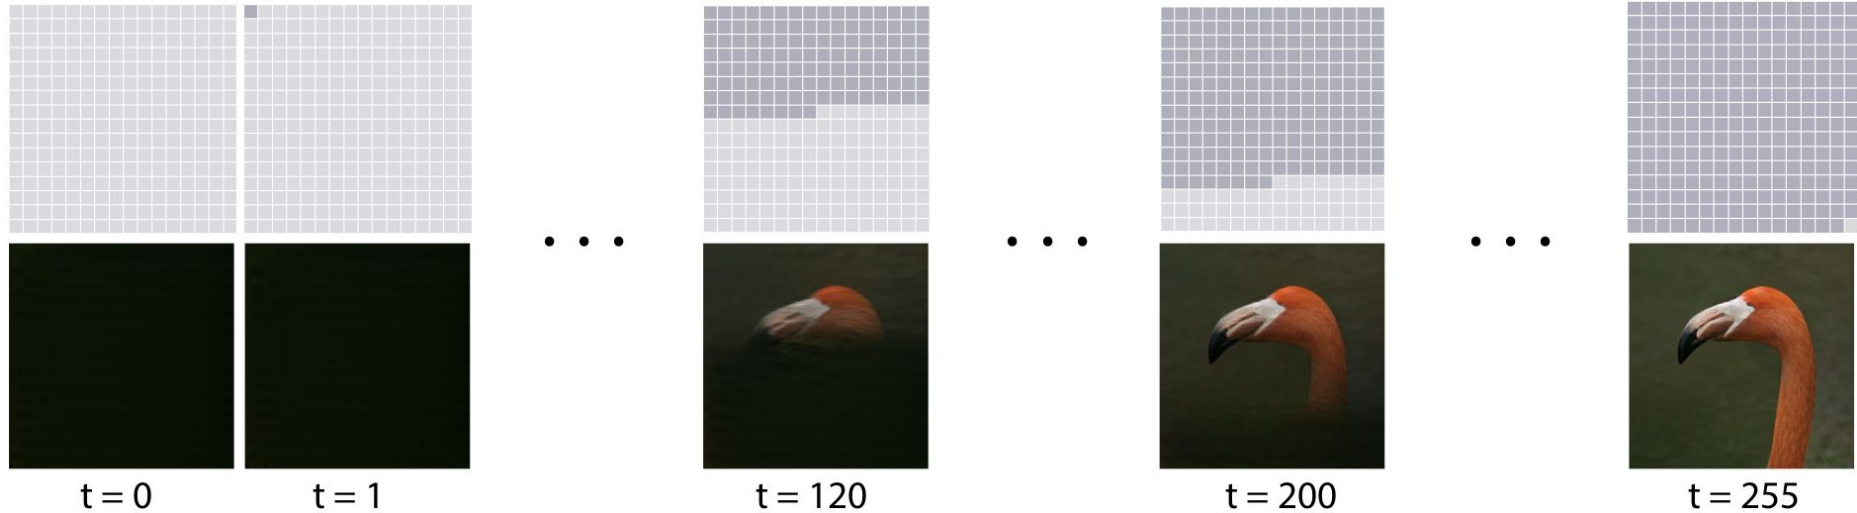 t = 0
t = 1
t = 120
t = 200
t = 255